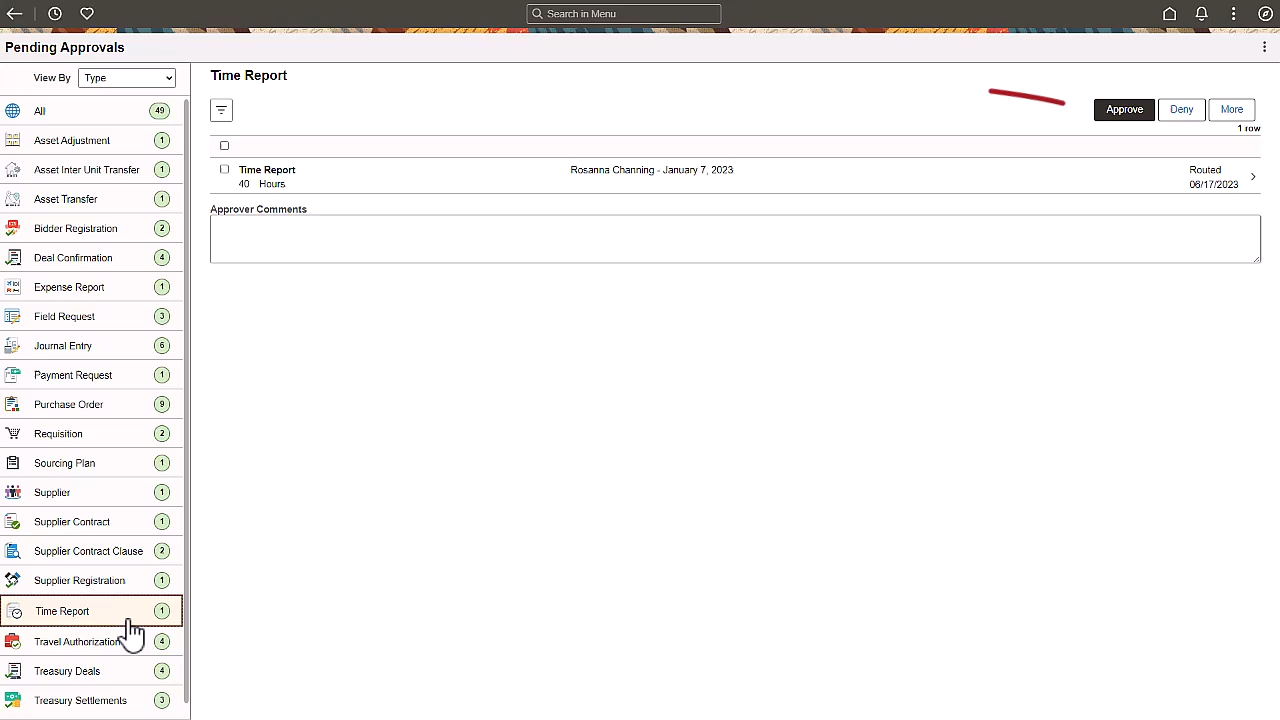 Search in Menu
Pending Approvals
View By Type
All 49
Asset Adjustment 1
Asset Inter Unit Transfer 1
Asset Transfer 1
Bidder Registration 2
Deal Confirmation 4
Expense Report 1
Field Request 3
Journal Entry 6
Payment Request 1
Purchase Order 9
Requisition 2
Sourcing Plan 1
Supplier 1
Supplier Contract 1
Supplier Contract Clause 2
Supplier Registration 1
Time Report 1
Travel Authorization 4
Treasury Deals 4
Treasury Settlements 3
Time Report
Approve Deny More
1 row
Time Report Rosanna Channing - January 7, 2023 Routed
40 Hours 06/17/2023
Approver Comments